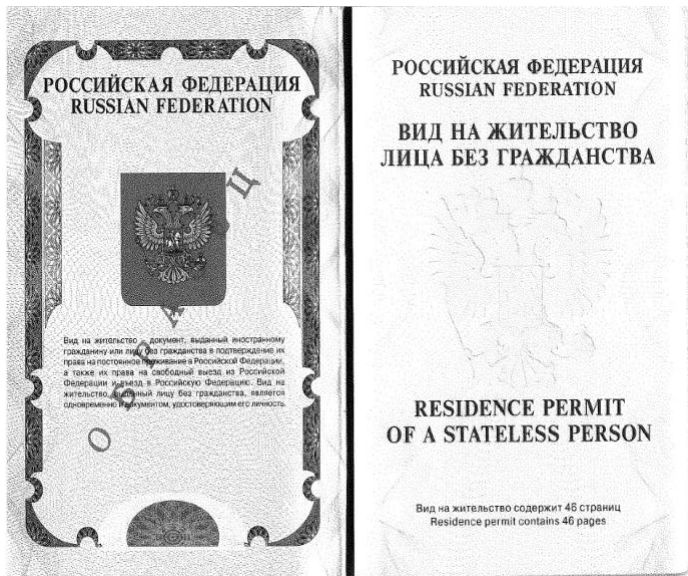 РОССИЙСКАЯ ФЕДЕРАЦИЯ
RUSSIAN FEDERATION
ОБРАЗЕЦ
Вид на жительство - документ, выданный иностранному
гражданину или лицу без гражданства в подтверждение их
права на постоянное проживание в Российской Федерации,
а также их права на свободный выезд из Российской
Федерации и въезд в Российскую Федерацию. Вид на
жительство, выданный лицу без гражданства, является
одновременно и документом, удостоверяющим его личность.
РОССИЙСКАЯ ФЕДЕРАЦИЯ
RUSSIAN FEDERATION
ВИД НА ЖИТЕЛЬСТВО
ЛИЦА БЕЗ ГРАЖДАНСТВА
RESIDENCE PERMIT
OF A STATELESS PERSON
Вид на жительство содержит 46 страниц
Residence permit contains 46 pages